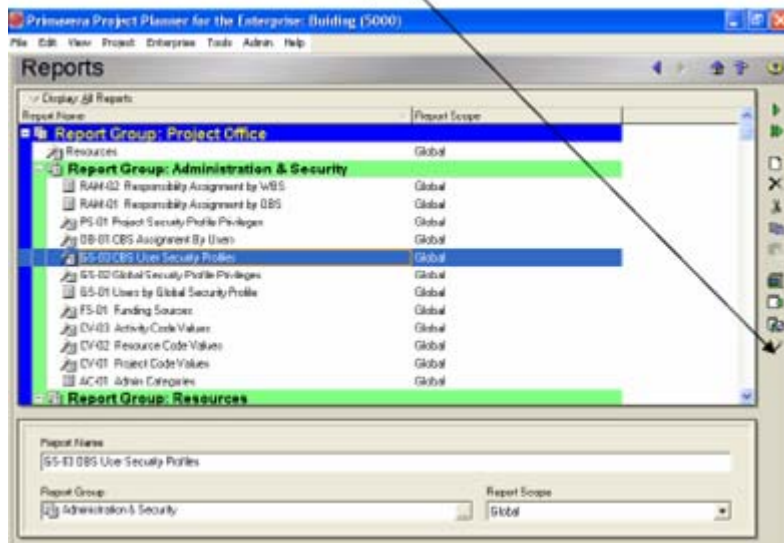 Primavera Project Planner for the Enterprise: Building (5000)
File Edit View Project Enterprise Tools Admin Help
Reports
Display: All Reports
Report Name Report Scope
Report Group: Project Office
Resources Global
Report Group: Administration & Security
RAM-02 Responsibility Assignment by WBS Global
RAM-01 Responsibility Assignment by OBS Global
PS-01 Project Security Profile Privileges Global
OB-01 OBS Assignment By Users Global
GS-03 OBS User Security Profiles Global
GS-02 Global Security Profile Privileges Global
GS-01 Users by Global Security Profile Global
FS-01 Funding Sources Global
CV-03 Activity Code Values Global
CV-02 Resource Code Values Global
CV-01 Project Code Values Global
AC-01 Admin Categories Global
Report Group: Resources
Report Name
GS-03 OBS User Security Profiles
Report Group Report Scope
Administration & Security ... Global